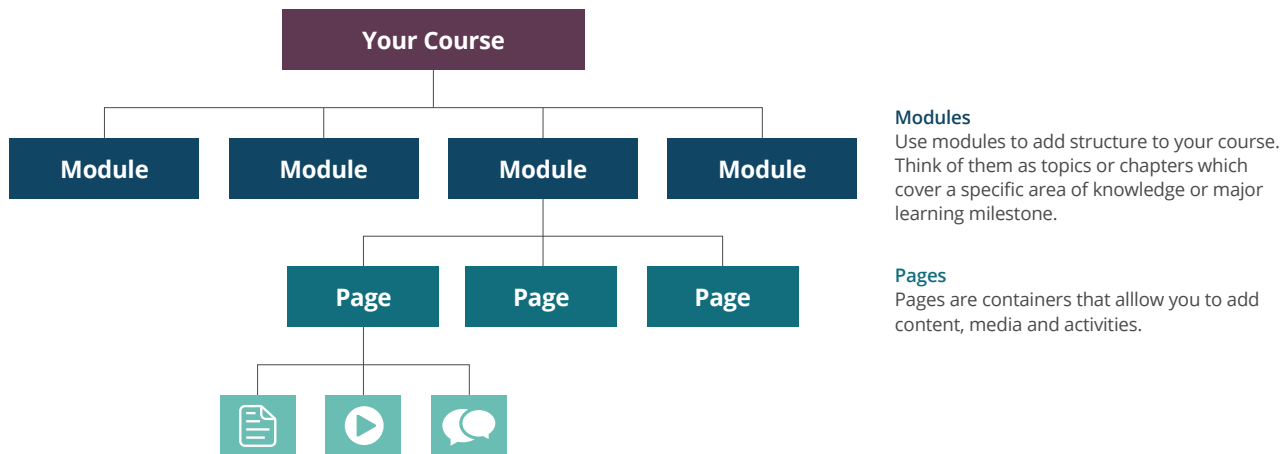 Your Course
Module
Module
Module
Module
Modules
Use modules to add structure to your course.
Think of them as topics or chapters which
cover a specific area of knowledge or major
learning milestone.
Page
Page
Page
Pages
Pages are containers that alllow you to add
content, media and activities.